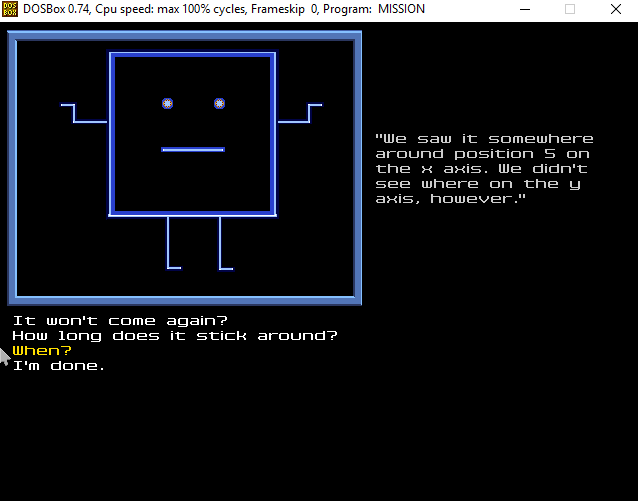 DOSBox 0.74, Cpu speed: max 100% cycles, Frameskip 0, Program: MISSION
"We saw it somewhere
around position 5 on
the x axis. We didn't
see where on the y
axis, however."
It won't come again?
How long does it stick around?
When?
I'm done.